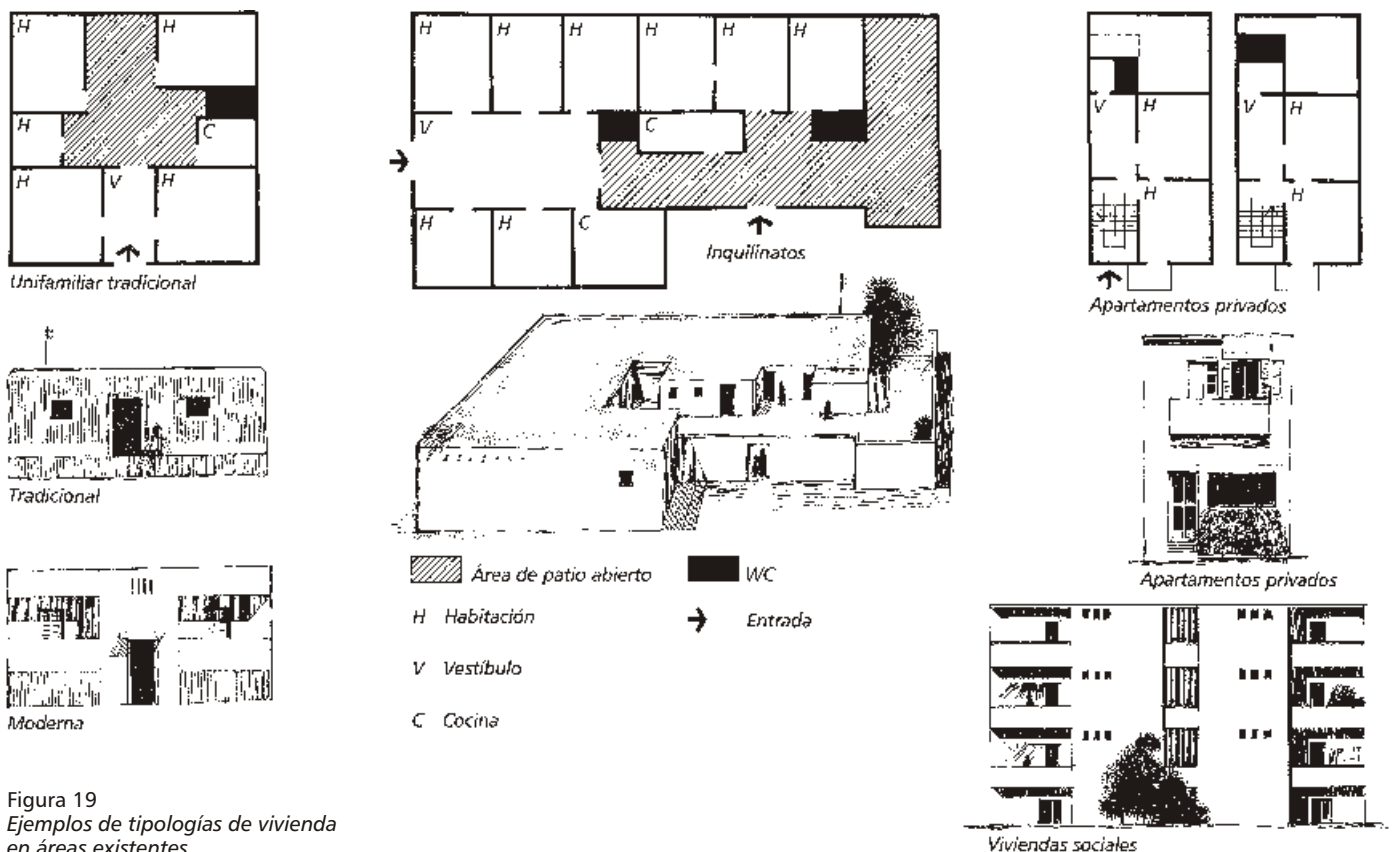 H
H
H
C
H
V
H
Unifamiliar tradicional
Tradicional
Moderna
H
H
H
H
H
H
V
C
H
H
C
Inquilinatos
Área de patio abierto
WC
H Habitación
Entrada
V Vestíbulo
C Cocina
V
H
H
V
H
H
Apartamentos privados
Apartamentos privados
Viviendas sociales
Figura 19
Ejemplos de tipologías de vivienda
en áreas existentes